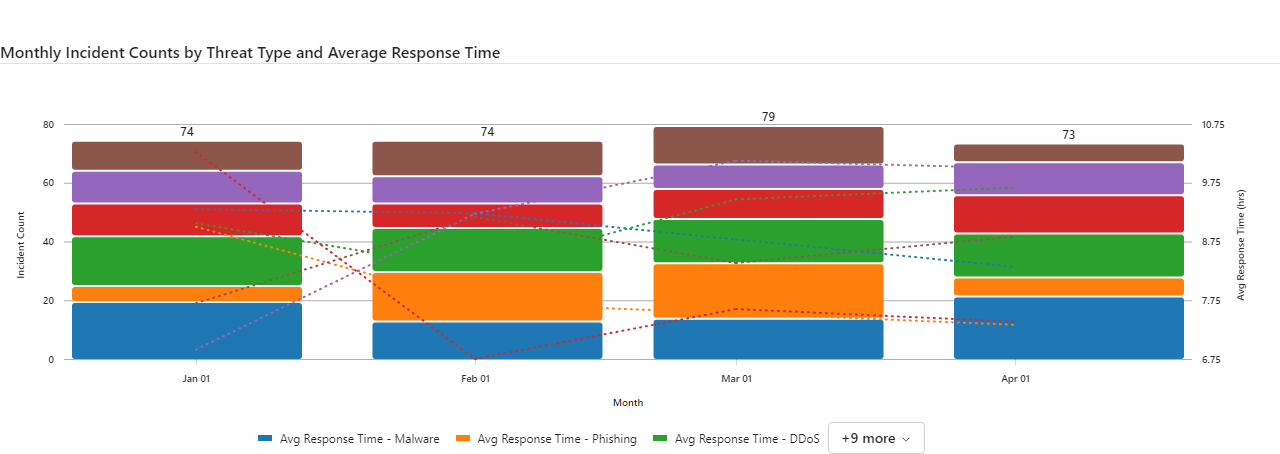 Monthly Incident Counts by Threat Type and Average Response Time
80
60
40
20
0
Incident Count
74
74
79
73
10.75
9.75
8.75
7.75
6.75
Avg Response Time (hrs)
Jan 01
Feb 01
Mar 01
Apr 01
Month
Avg Response Time - Malware
Avg Response Time - Phishing
Avg Response Time - DDoS
+9 more